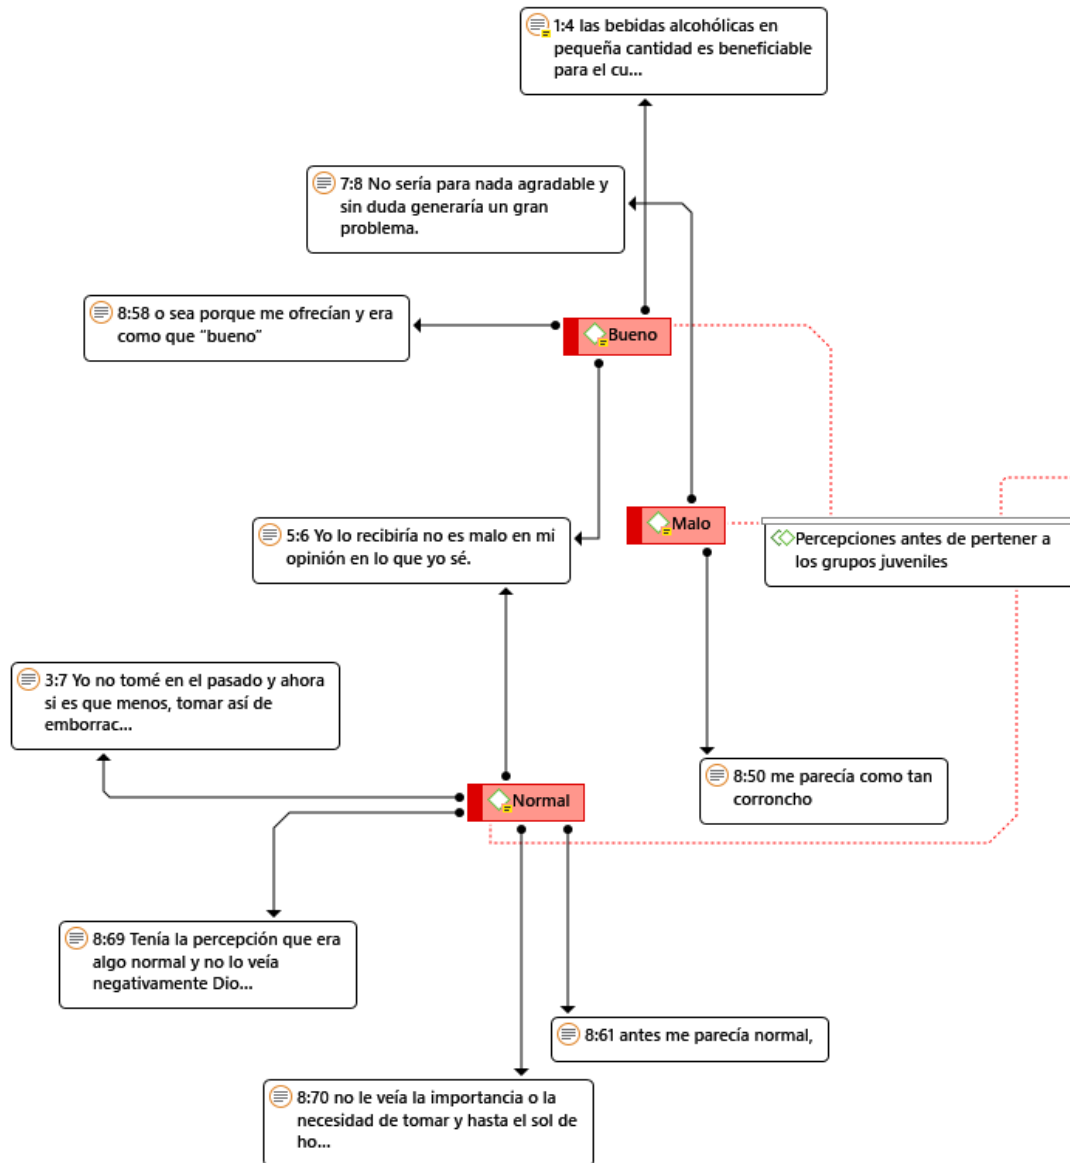 1:4 las bebidas alcohólicas en
pequeña cantidad es beneficiable
para el cu...
7:8 No sería para nada agradable y
sin duda generaría un gran
problema.
8:58 o sea porque me ofrecían y era
como que "bueno"
Bueno
5:6 Yo lo recibiría no es malo en mi
opinión en lo que yo sé.
Malo
Percepciones antes de pertener a
los grupos juveniles
3:7 Yo no tomé en el pasado y ahora
si es que menos, tomar así de
emborrac...
8:50 me parecía como tan
corroncho
Normal
8:69 Tenía la percepción que era
algo normal y no lo veía
negativamente Dio...
8:61 antes me parecía normal,
8:70 no le veía la importancia o la
necesidad de tomar y hasta el sol de
ho...